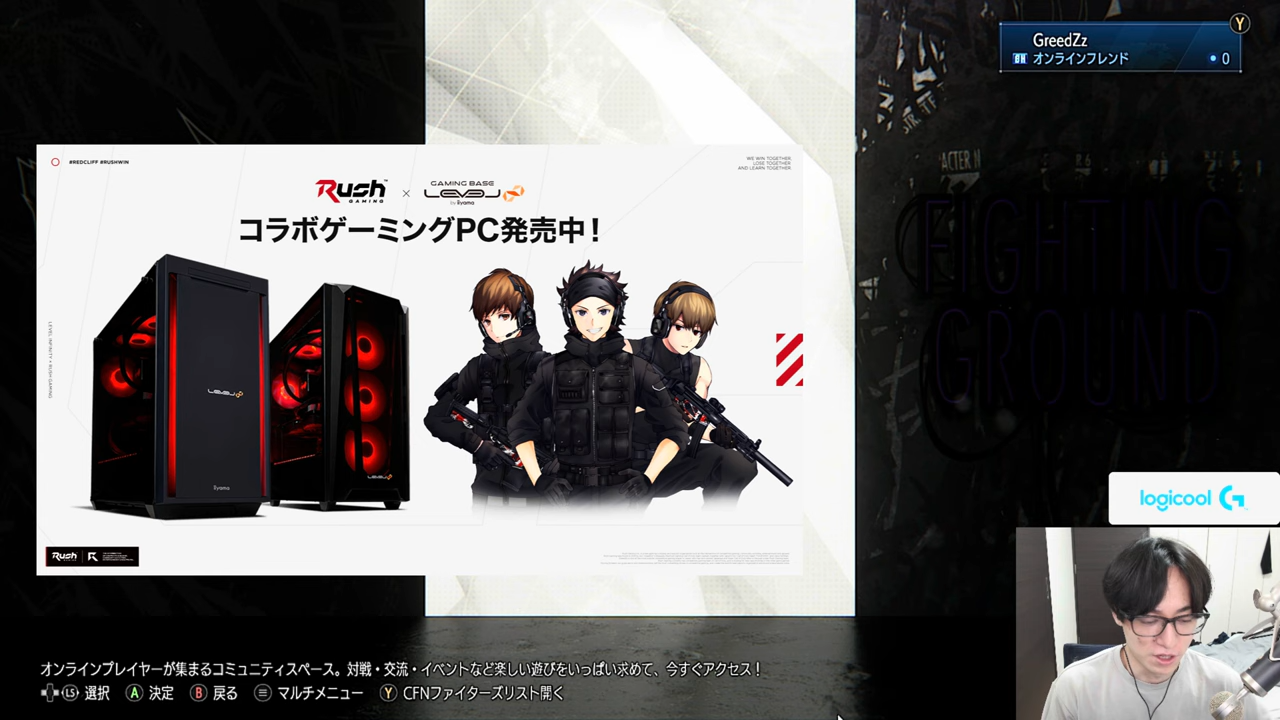 GreedZz
Y
オンラインフレンド
0
#REDCLIFF #RUSHWIN
WE WIN TOGETHER.
LOSE TOGETHER.
AND LEARN TOGETHER.
Rush
GAMING
×
GAMING BASE
LEVEL∞
by iiyama
コラボゲーミングPC発売中!
FIGHTING
GROUND
LEVEL∞
iiyama
LEVEL∞
Rush
logicool G
オンラインプレイヤーが集まるコミュニティスペース。対戦・交流・イベントなど楽しい遊びをいっぱい求めて、今すぐアクセス!
LS 選択 A 決定 B 戻る マルチメニュー Y CFNファイターズリスト開く